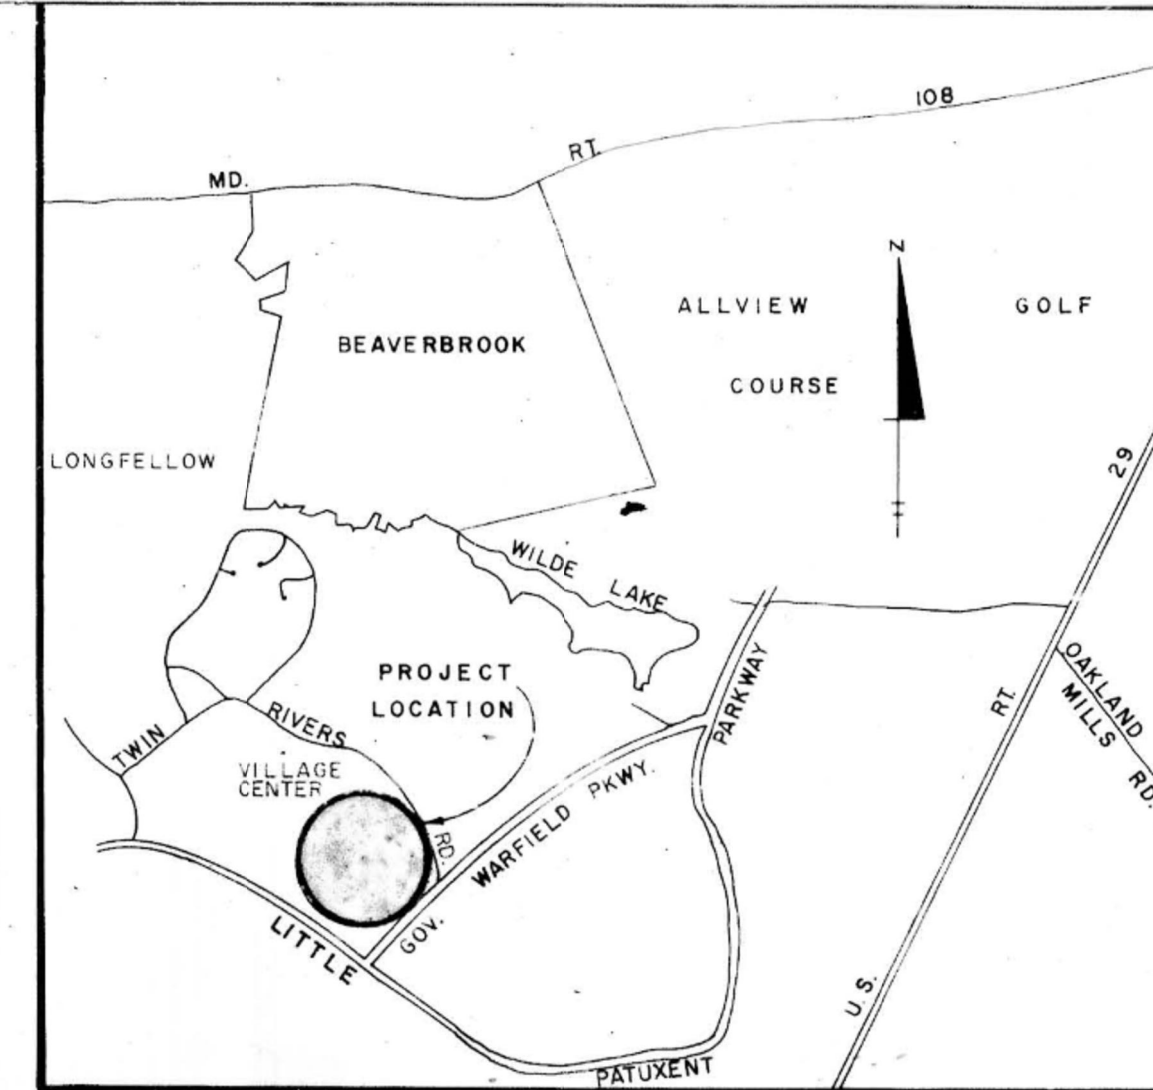 108
RT.
MD.
N
ALLVIEW GOLF
COURSE
BEAVERBROOK
LONGFELLOW
29
WILDE LAKE
PROJECT
LOCATION
TWIN RIVERS RD.
VILLAGE
CENTER
OAKLAND
MILLS RD.
U.S. RT.
GOV. WARFIELD PKWY.
LITTLE PATUXENT PARKWAY